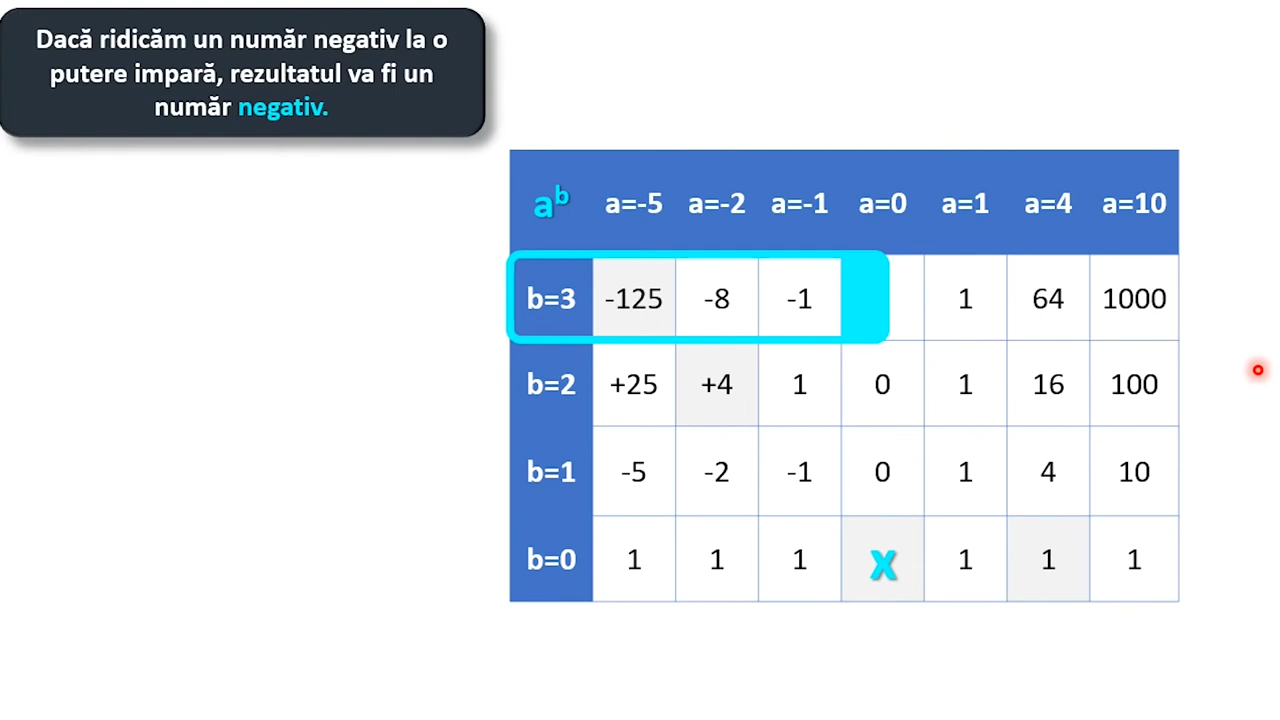 Dacă ridicăm un număr negativ la o
putere impară, rezultatul va fi un
număr negativ.
aᵇ a=-5 a=-2 a=-1 a=0 a=1 a=4 a=10
b=3 -125 -8 -1 1 64 1000
b=2 +25 +4 1 0 1 16 100
b=1 -5 -2 -1 0 1 4 10
b=0 1 1 1 x 1 1 1